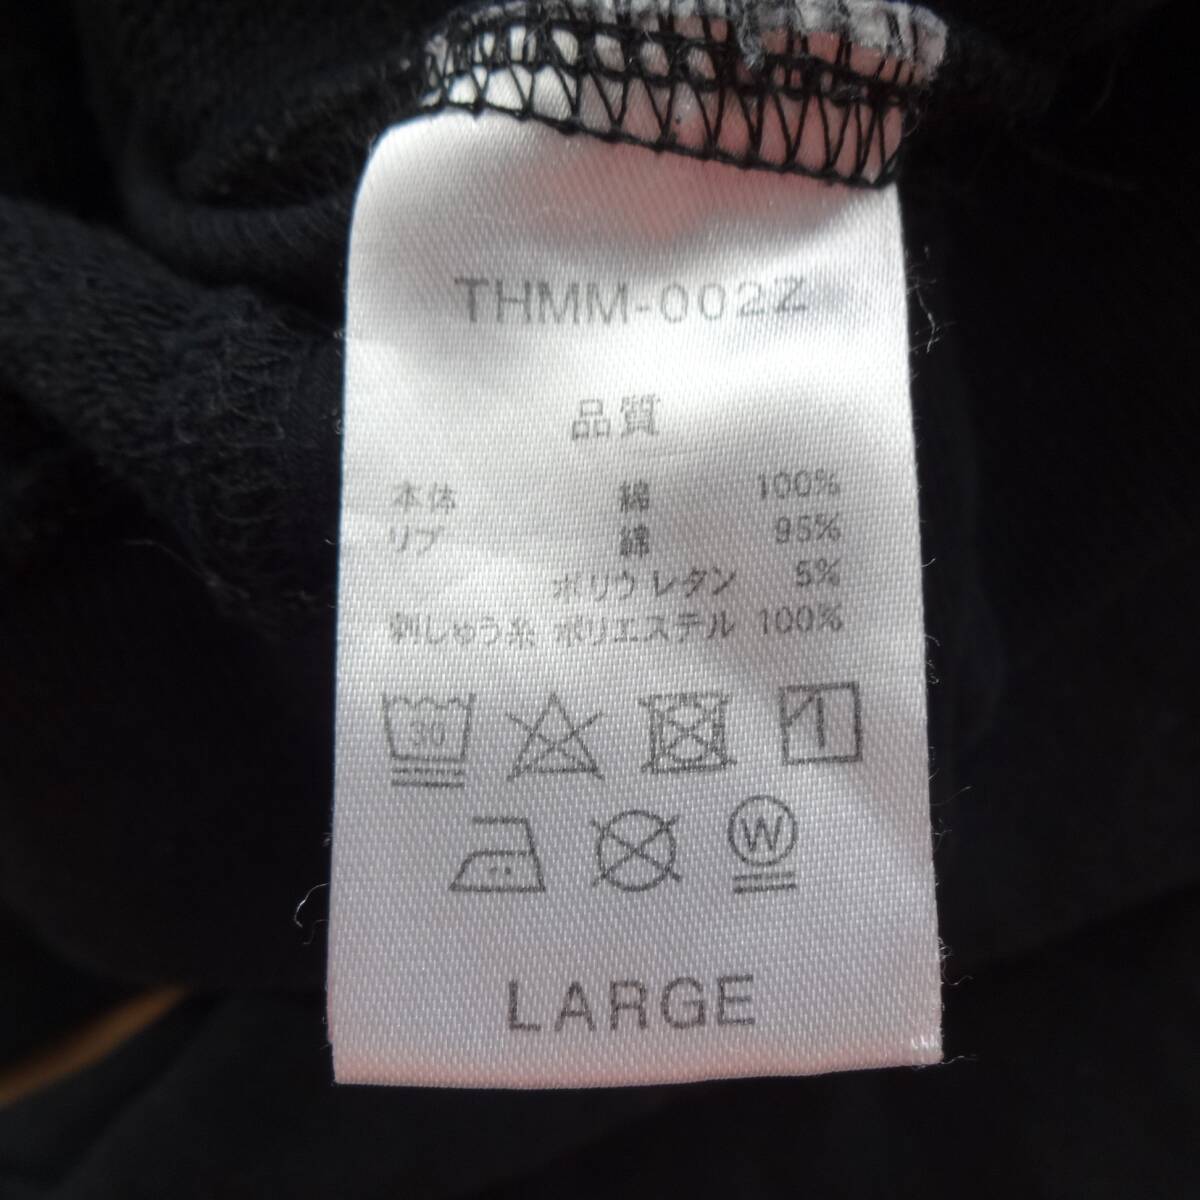 THMM-002Z
品質
本体 綿 100%
リブ 綿 95%
ポリウレタン 5%
刺しゅう糸 ポリエステル 100%
30
W
LARGE